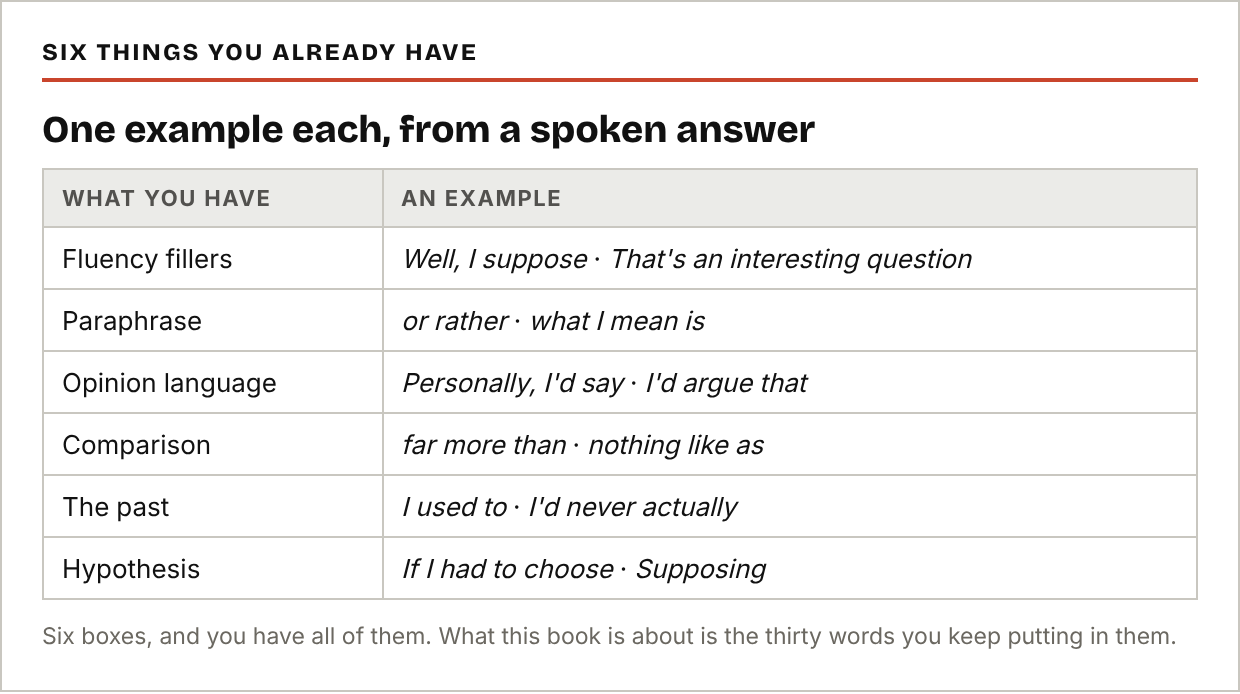 SIX THINGS YOU ALREADY HAVE
One example each, from a spoken answer
WHAT YOU HAVE AN EXAMPLE
Fluency fillers Well, I suppose · That's an interesting question
Paraphrase or rather · what I mean is
Opinion language Personally, I'd say · I'd argue that
Comparison far more than · nothing like as
The past I used to · I'd never actually
Hypothesis If I had to choose · Supposing
Six boxes, and you have all of them. What this book is about is the thirty words you keep putting in them.